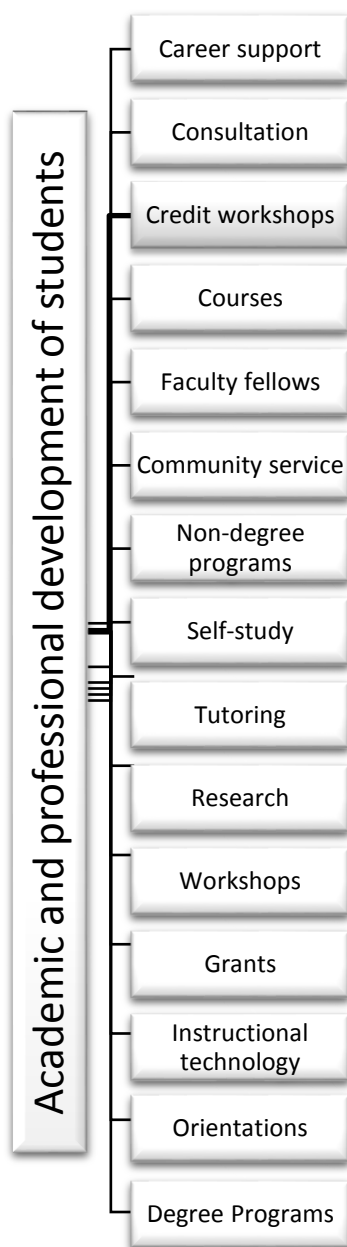 Academic and professional development of students
Career support
Consultation
Credit workshops
Courses
Faculty fellows
Community service
Non-degree
programs
Self-study
Tutoring
Research
Workshops
Grants
Instructional
technology
Orientations
Degree Programs